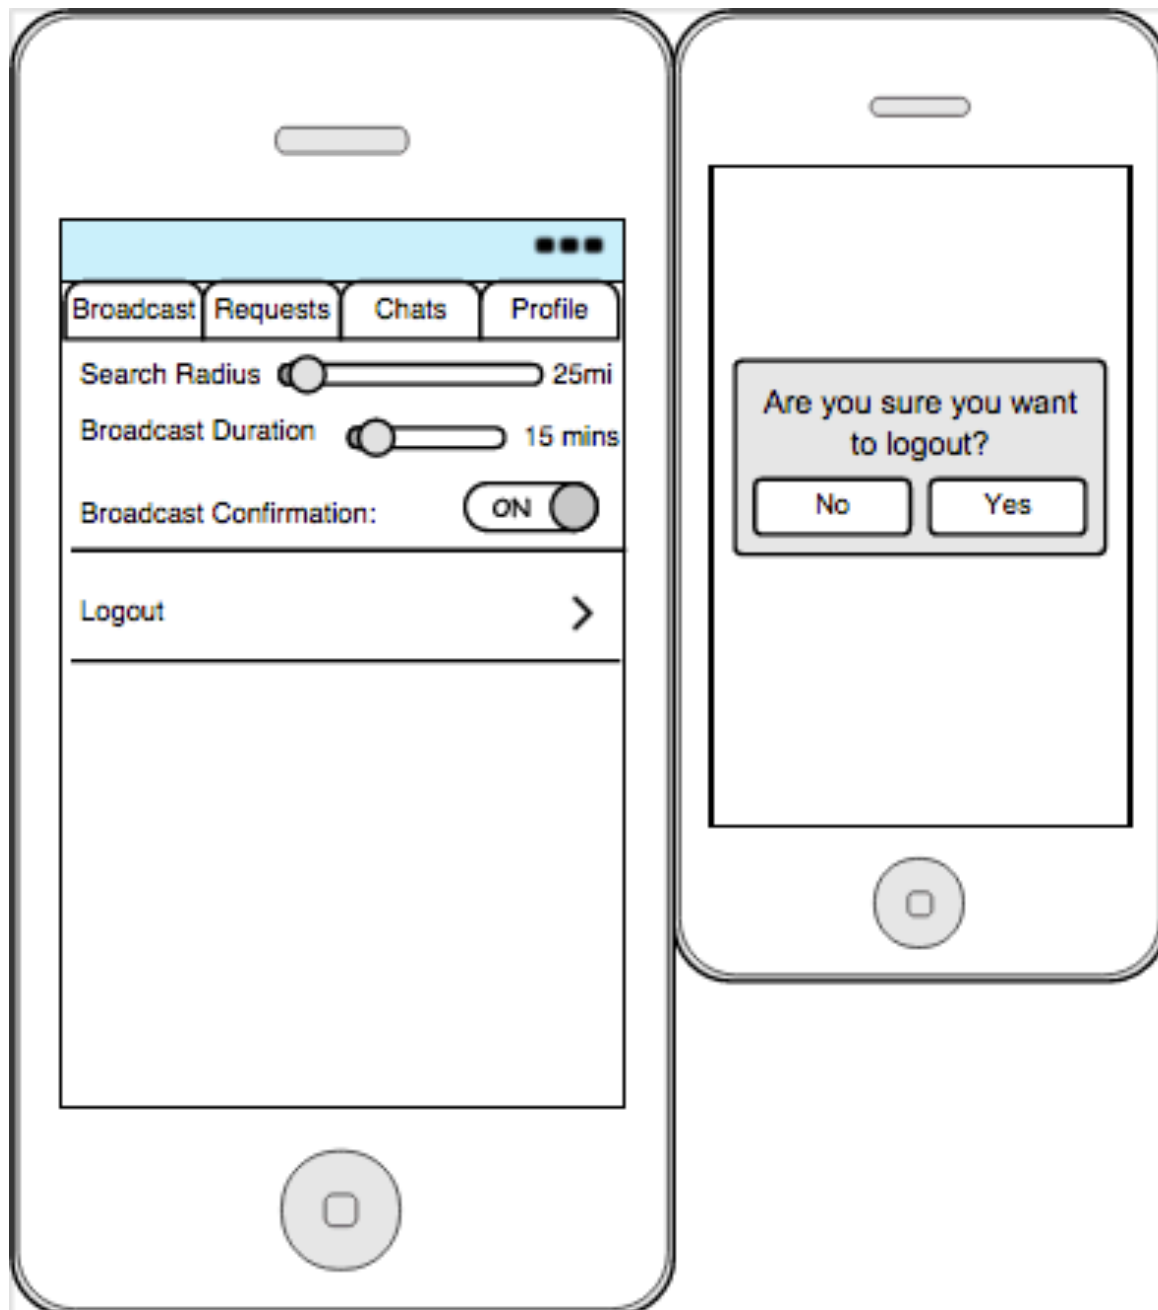 Broadcast Requests Chats Profile
Search Radius 25mi
Broadcast Duration 15 mins
Broadcast Confirmation: ON
Logout
Are you sure you want
to logout?
No Yes